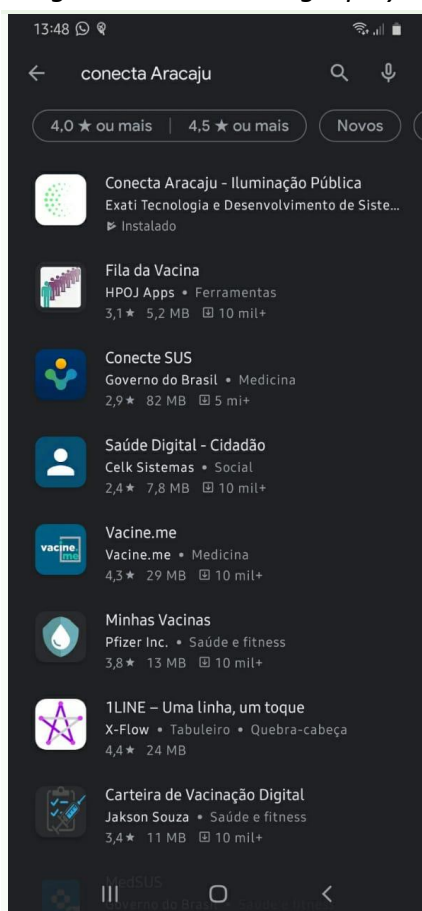 13:48
conecta Aracaju
4,0 ★ ou mais | 4,5 ★ ou mais
Novos
Conecta Aracaju - Iluminação Pública
Exati Tecnologia e Desenvolvimento de Siste...
Instalado
Fila da Vacina
HPOJ Apps • Ferramentas
3,1★ 5,2 MB 10 mil+
Conecte SUS
Governo do Brasil • Medicina
2,9★ 82 MB 5 mi+
Saúde Digital - Cidadão
Celk Sistemas • Social
2,4★ 7,8 MB 10 mil+
vacine.
me
Vacine.me
Vacine.me • Medicina
4,3★ 29 MB 10 mil+
Minhas Vacinas
Pfizer Inc. • Saúde e fitness
3,8★ 13 MB 10 mil+
1LINE – Uma linha, um toque
X-Flow • Tabuleiro • Quebra-cabeça
4,4★ 24 MB
Carteira de Vacinação Digital
Jakson Souza • Saúde e fitness
3,4★ 11 MB 10 mil+
MedSUS
Governo do Brasil • Saúde e fitness